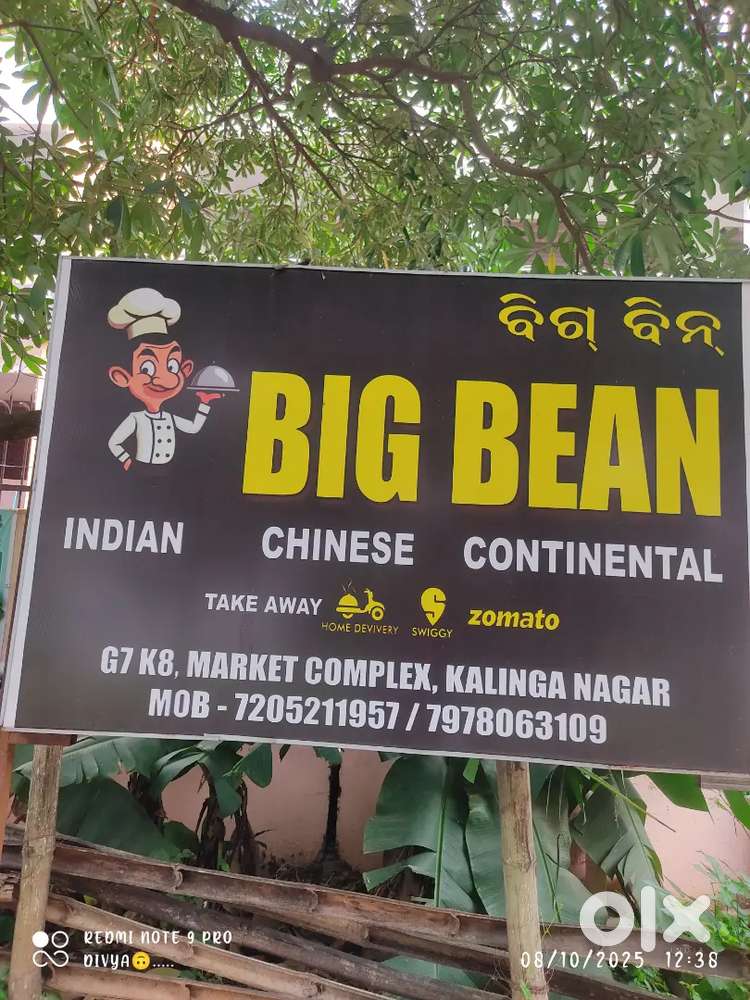 ବିଗ୍ ବିନ୍
BIG BEAN
INDIAN CHINESE CONTINENTAL
TAKE AWAY HOME DEVIVERY SWIGGY zomato
G7 K8, MARKET COMPLEX, KALINGA NAGAR
MOB - 7205211957 / 7978063109
olx
REDMI NOTE 9 PRO
DIVYA🙃.....
08/10/2025 12:38